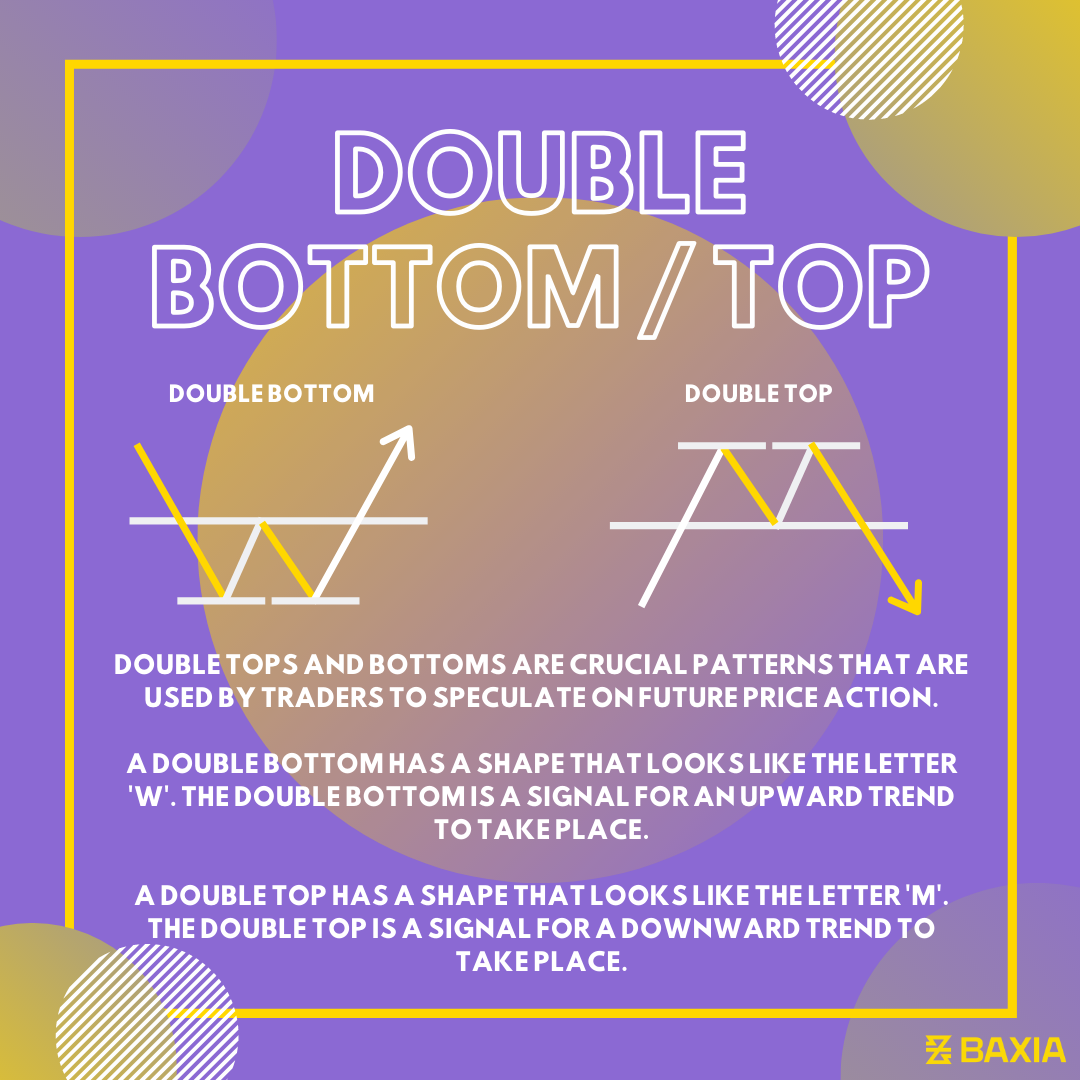 DOUBLE
BOTTOM / TOP
DOUBLE BOTTOM
DOUBLE TOP
DOUBLE TOPS AND BOTTOMS ARE CRUCIAL PATTERNS THAT ARE
USED BY TRADERS TO SPECULATE ON FUTURE PRICE ACTION.
A DOUBLE BOTTOM HAS A SHAPE THAT LOOKS LIKE THE LETTER
'W'. THE DOUBLE BOTTOM IS A SIGNAL FOR AN UPWARD TREND
TO TAKE PLACE.
A DOUBLE TOP HAS A SHAPE THAT LOOKS LIKE THE LETTER 'M'.
THE DOUBLE TOP IS A SIGNAL FOR A DOWNWARD TREND TO
TAKE PLACE.
BAXIA